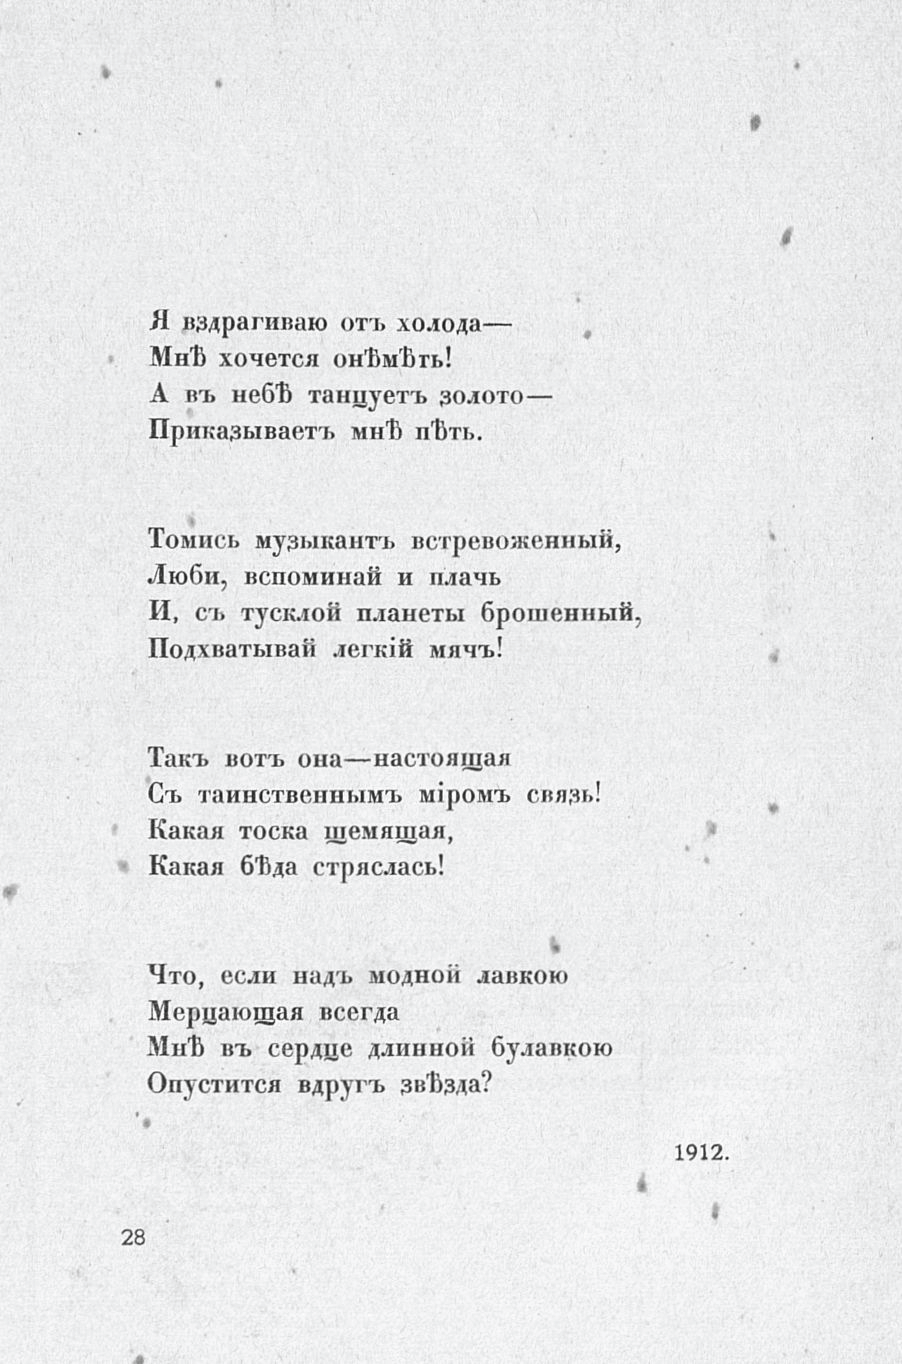 Я вздрагиваю отъ холода—
Мнѣ хочется онѣмѣть!
А въ небѣ танцуетъ золото—
Приказываетъ мнѣ пѣть.
Томись музыкантъ встревоженный,
Люби, вспоминай и плачь
И, съ тусклой планеты брошенный,
Подхватывай легкій мячъ!
Такъ вотъ она—настоящая
Съ таинственнымъ міромъ связь!
Какая тоска щемящая,
Какая бѣда стряслась!
Что, если надъ модной лавкою
Мерцающая всегда
Мнѣ въ сердце длинной булавкою
Опустится вдругъ звѣзда?
1912.
28